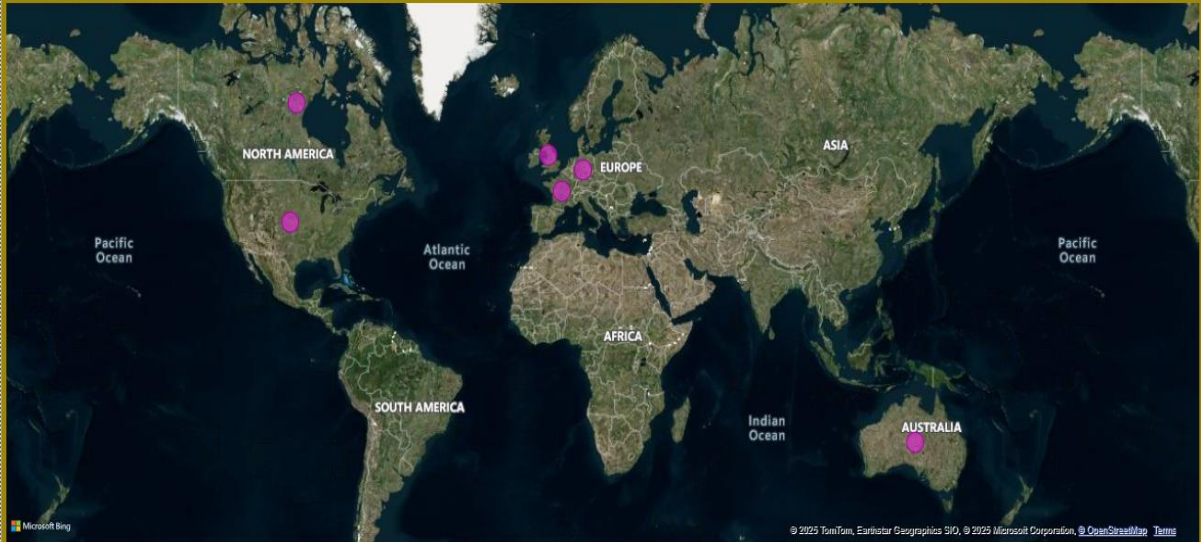 ASIA
NORTH AMERICA
EUROPE
Pacific
Ocean
Atlantic
Ocean
Pacific
Ocean
AFRICA
SOUTH AMERICA
Indian
Ocean
AUSTRALIA
Microsoft Bing
© 2025 TomTom, Earthstar Geographics SIO, © 2025 Microsoft Corporation, © OpenStreetMap Terms